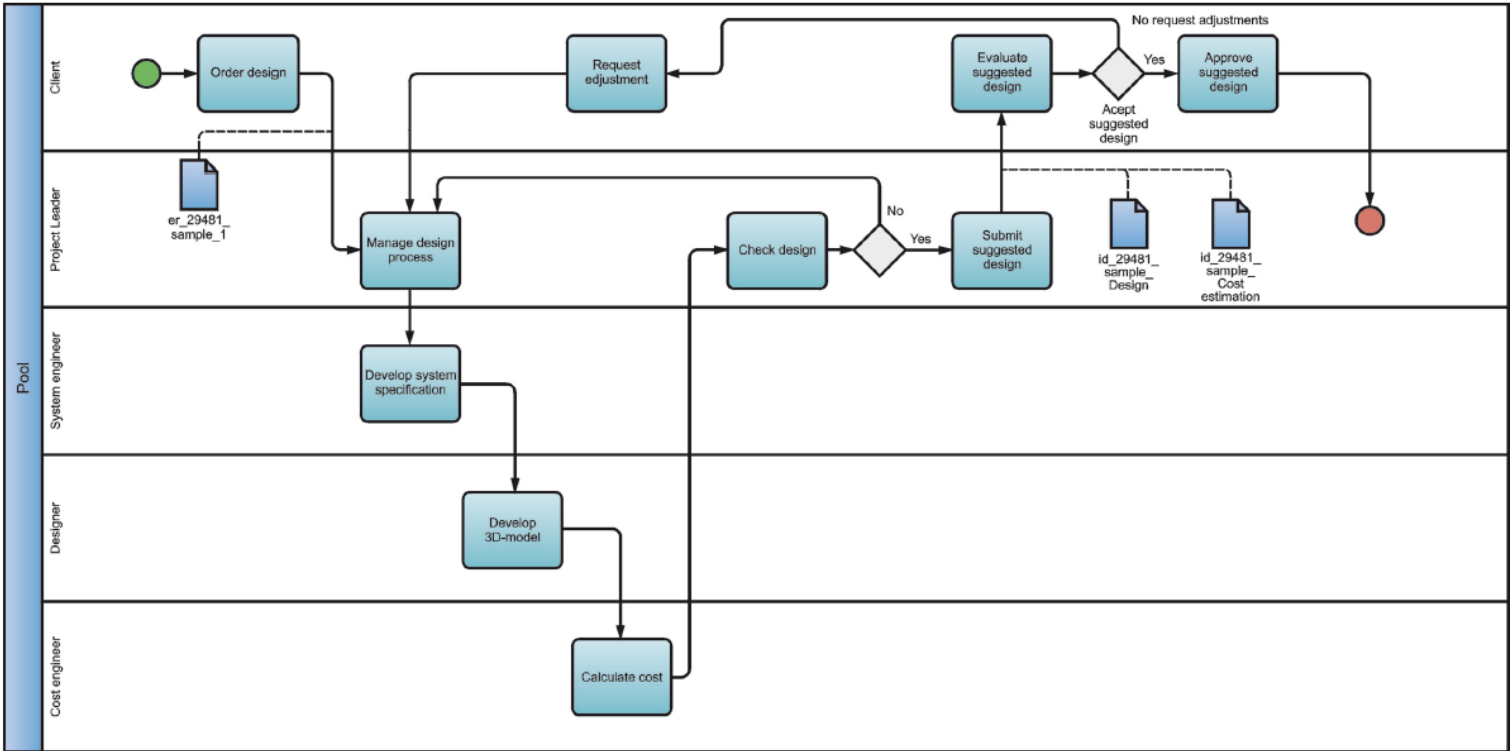 Pool
Client
Order design
Request
edjustment
Evaluate
suggested
design
No request adjustments
Yes
Acept
suggested
design
Approve
suggested
design
Project Leader
er_29481_
sample_1
Manage design
process
Check design
No
Yes
Submit
suggested
design
id_29481_
sample_
Design
id_29481_
sample_
Cost
estimation
System engineer
Develop system
specification
Designer
Develop
3D-model
Cost engineer
Calculate cost